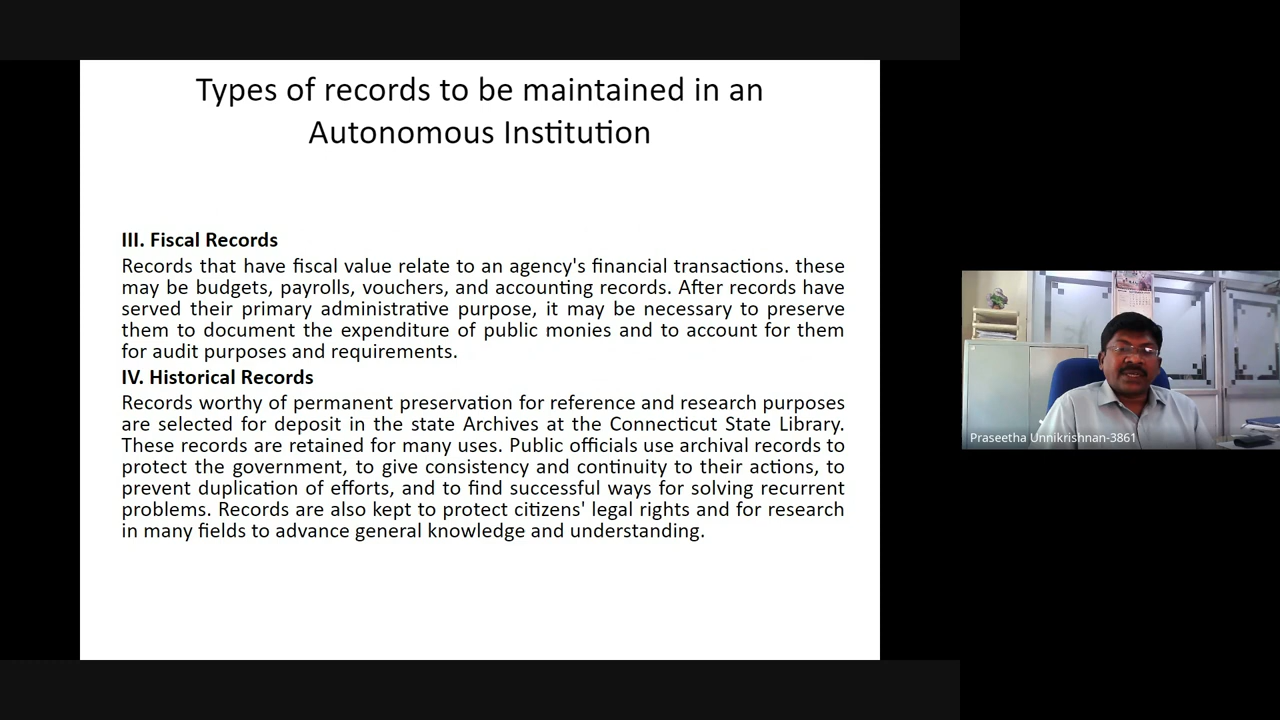 Types of records to be maintained in an
Autonomous Institution
III. Fiscal Records
Records that have fiscal value relate to an agency's financial transactions. these
may be budgets, payrolls, vouchers, and accounting records. After records have
served their primary administrative purpose, it may be necessary to preserve
them to document the expenditure of public monies and to account for them
for audit purposes and requirements.
IV. Historical Records
Records worthy of permanent preservation for reference and research purposes
are selected for deposit in the state Archives at the Connecticut State Library.
These records are retained for many uses. Public officials use archival records to
protect the government, to give consistency and continuity to their actions, to
prevent duplication of efforts, and to find successful ways for solving recurrent
problems. Records are also kept to protect citizens' legal rights and for research
in many fields to advance general knowledge and understanding.
Praseetha Unnikrishnan-3861